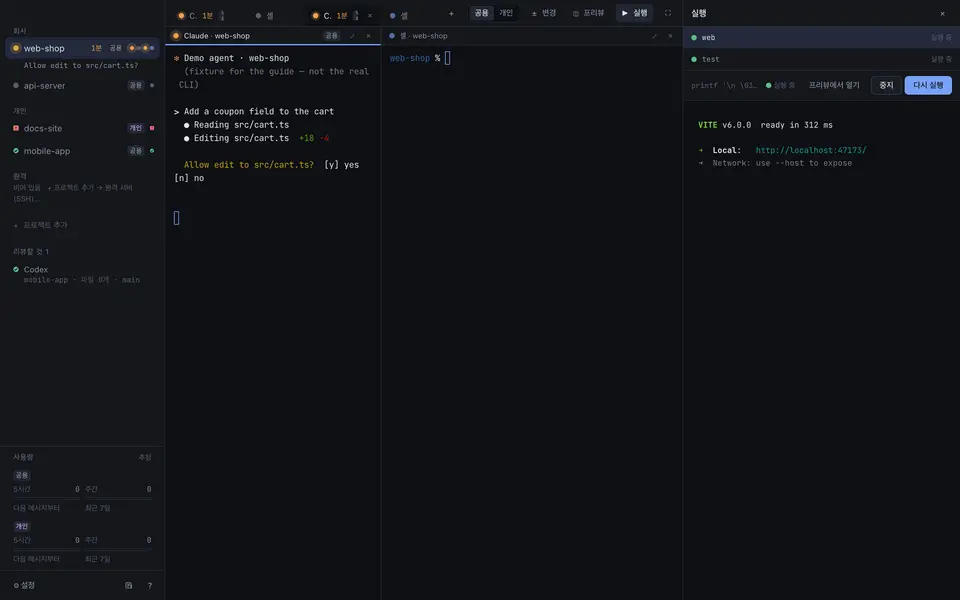 회사
web-shop 1분 공용
Allow edit to src/cart.ts?
api-server 공용
개인
docs-site 개인
mobile-app 공용
원격
비어 있음 + 프로젝트 추가 → 원격 서버
(SSH)…
+ 프로젝트 추가
리뷰할 것 1
Codex
mobile-app · 파일 8개 · main
사용량 추정
공용
5시간 0 주간 0
다음 메시지부터 최근 7일
개인
5시간 0 주간 0
다음 메시지부터 최근 7일
설정 ?
C. 1분 셸 C. 1분 × 셸 +
공용 개인 ± 변경 프리뷰 ▶ 실행
Claude · web-shop 공용 ×
✻ Demo agent · web-shop
(fixture for the guide — not the real
CLI)
> Add a coupon field to the cart
● Reading src/cart.ts
● Editing src/cart.ts +18 -4
Allow edit to src/cart.ts? [y] yes
[n] no
셸 · web-shop ×
web-shop %
실행 ×
web 실행 중
test 실행 중
printf '\n \03… 실행 중 프리뷰에서 열기 중지 다시 실행
VITE v6.0.0 ready in 312 ms
➜ Local: http://localhost:47173/
➜ Network: use --host to expose